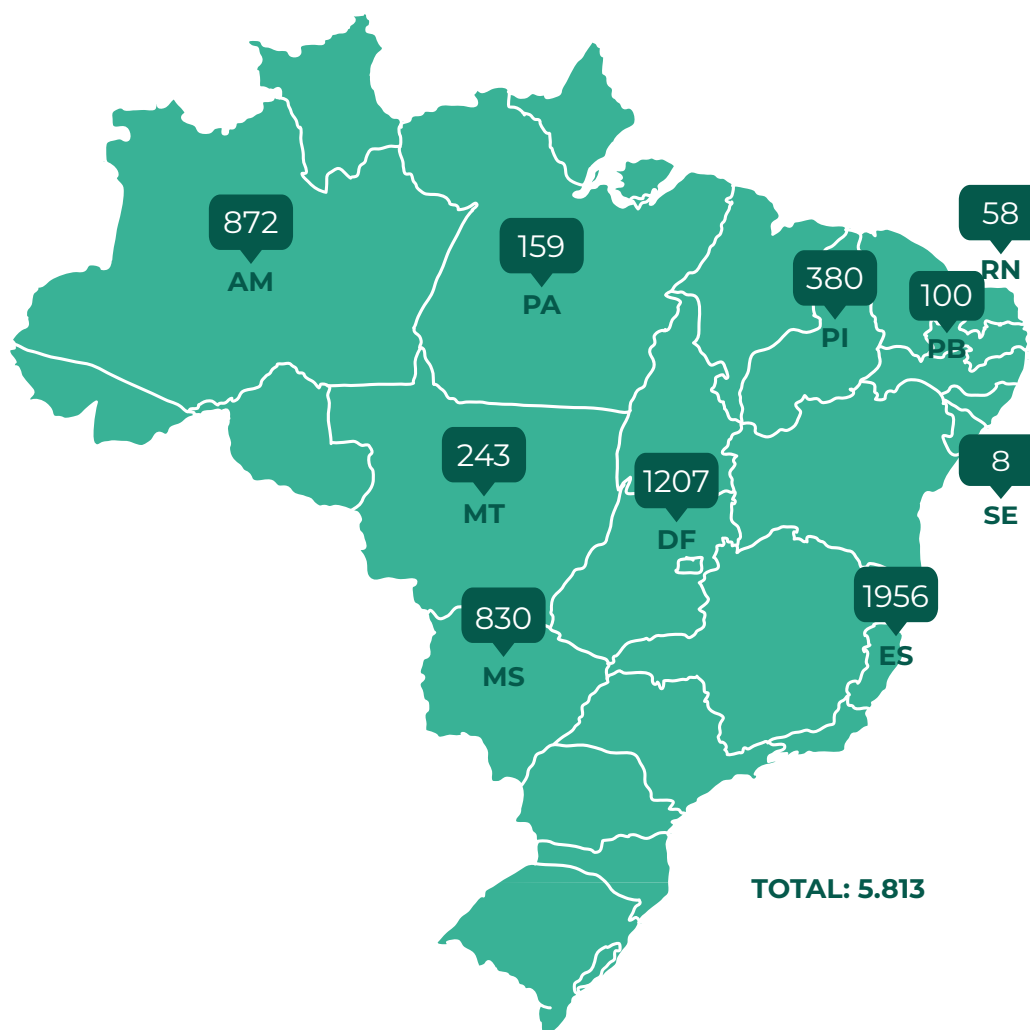 58
RN
872
AM
159
PA
380
PI
100
PB
243
MT
1207
DF
8
SE
1956
ES
830
MS
TOTAL: 5.813